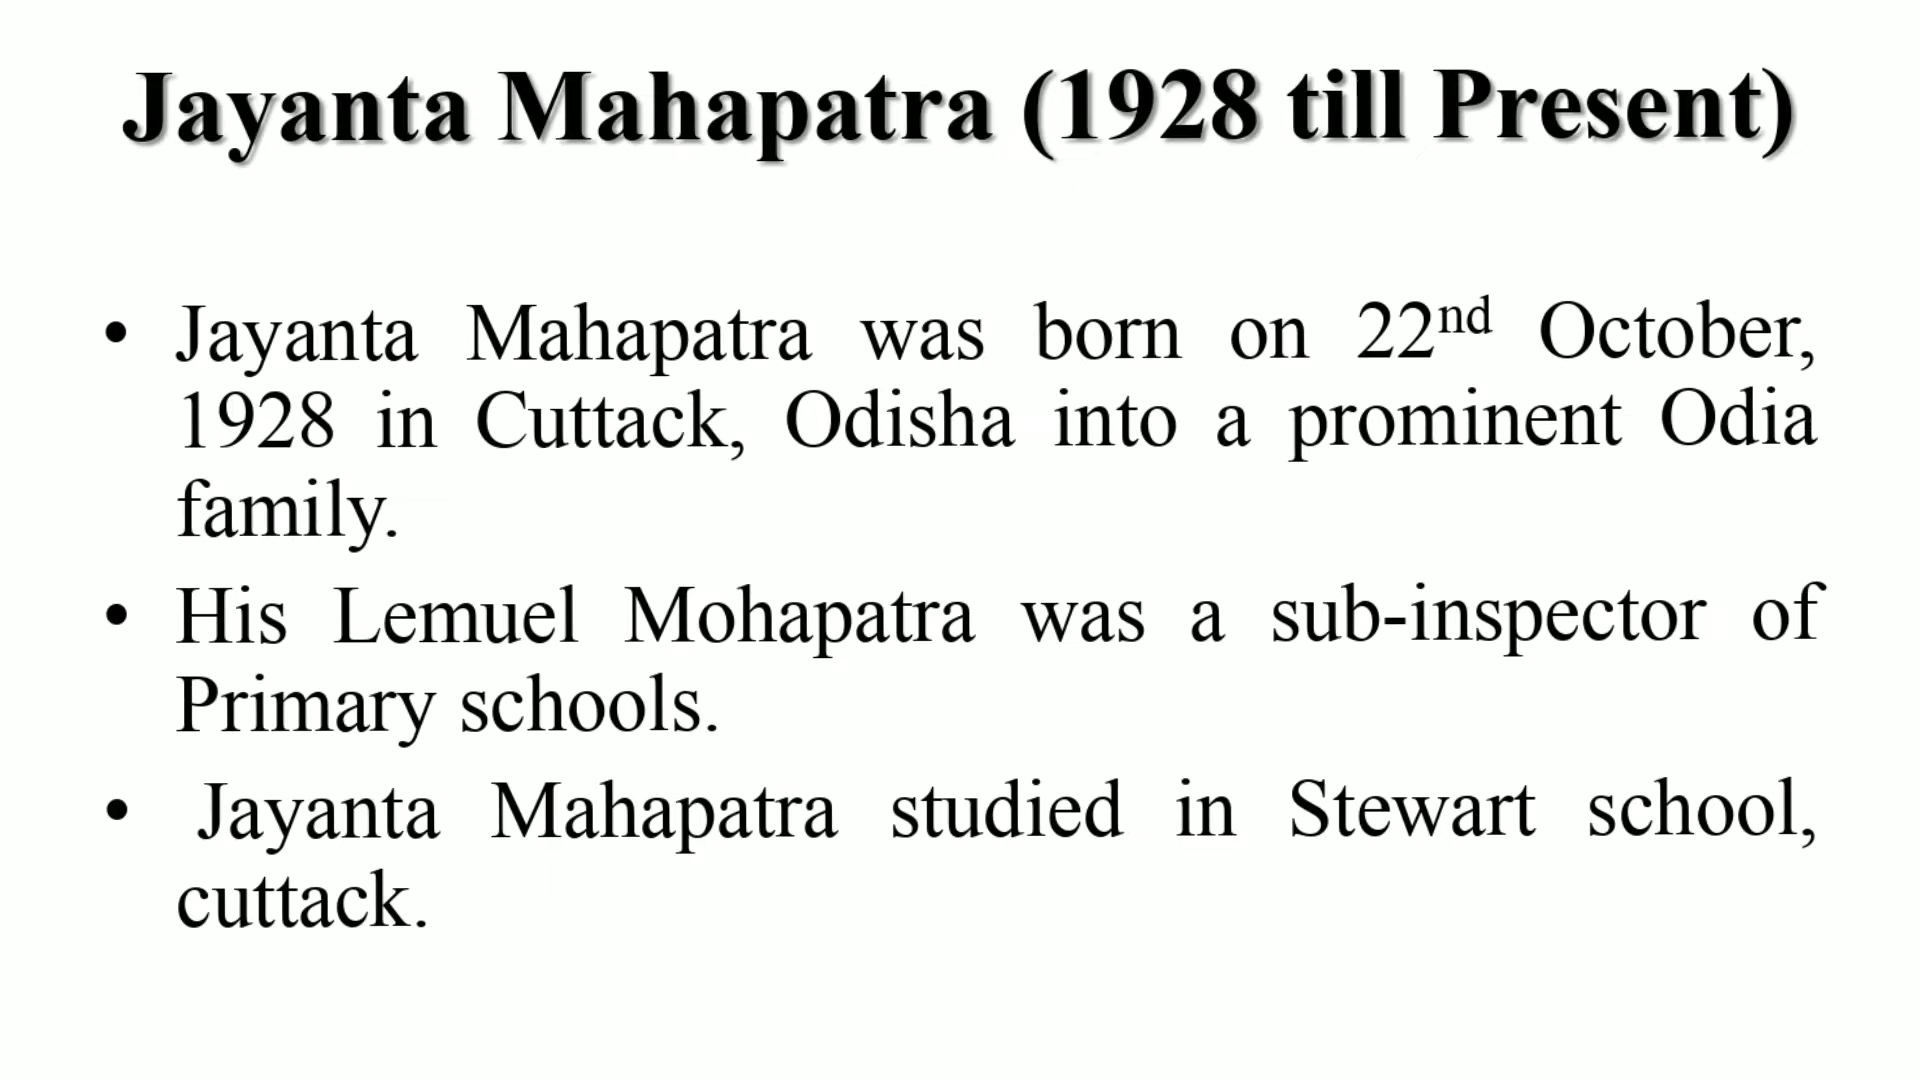 Jayanta Mahapatra (1928 till Present)
• Jayanta Mahapatra was born on 22nd October,
1928 in Cuttack, Odisha into a prominent Odia
family.
• His Lemuel Mohapatra was a sub-inspector of
Primary schools.
• Jayanta Mahapatra studied in Stewart school,
cuttack.